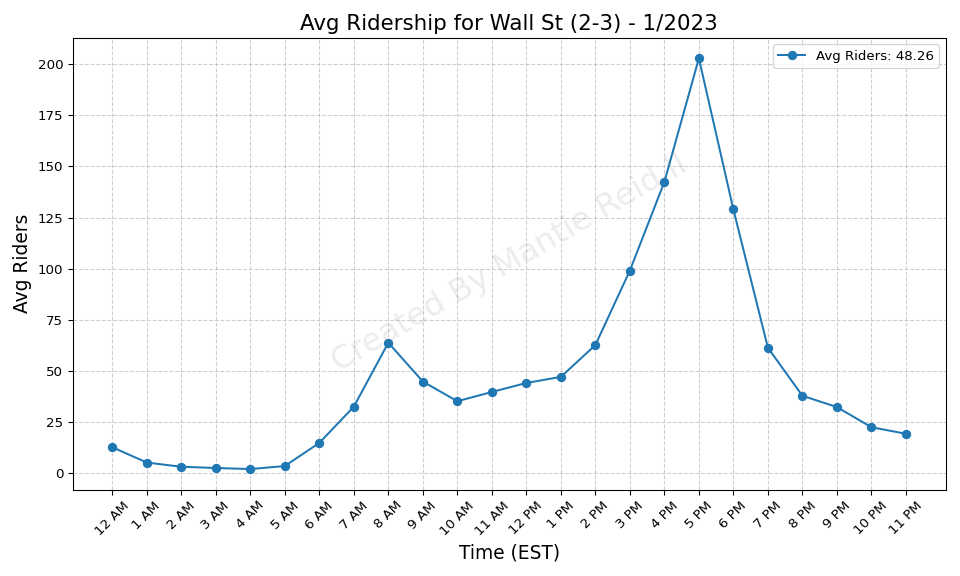 Avg Ridership for Wall St (2-3) - 1/2023
Avg Riders: 48.26
200
175
150
125
100
75
50
25
0
Avg Riders
Created By Mantle Reid
12 AM
1 AM
2 AM
3 AM
4 AM
5 AM
6 AM
7 AM
8 AM
9 AM
10 AM
11 AM
12 PM
1 PM
2 PM
3 PM
4 PM
5 PM
6 PM
7 PM
8 PM
9 PM
10 PM
11 PM
Time (EST)